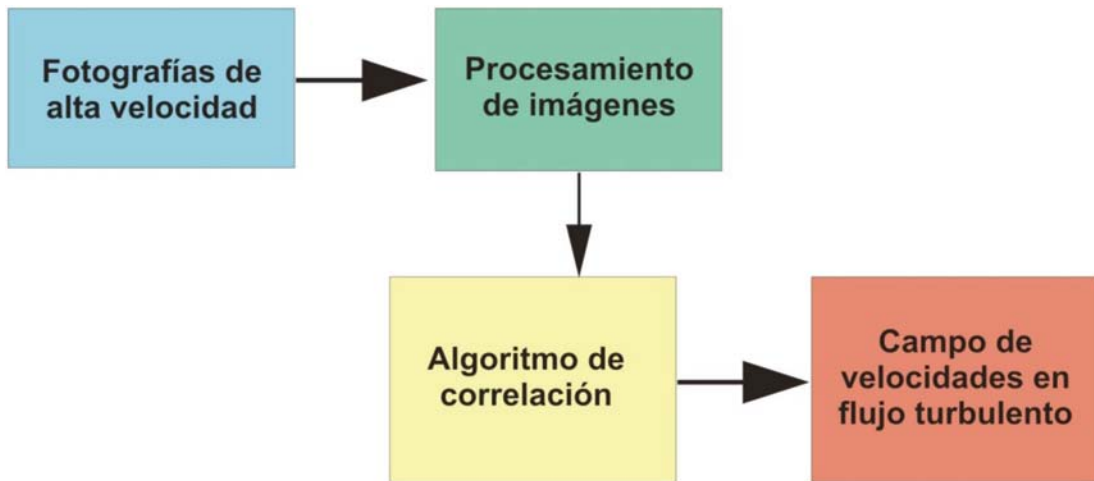 Fotografías de
alta velocidad
Procesamiento
de imágenes
Algoritmo de
correlación
Campo de
velocidades en
flujo turbulento